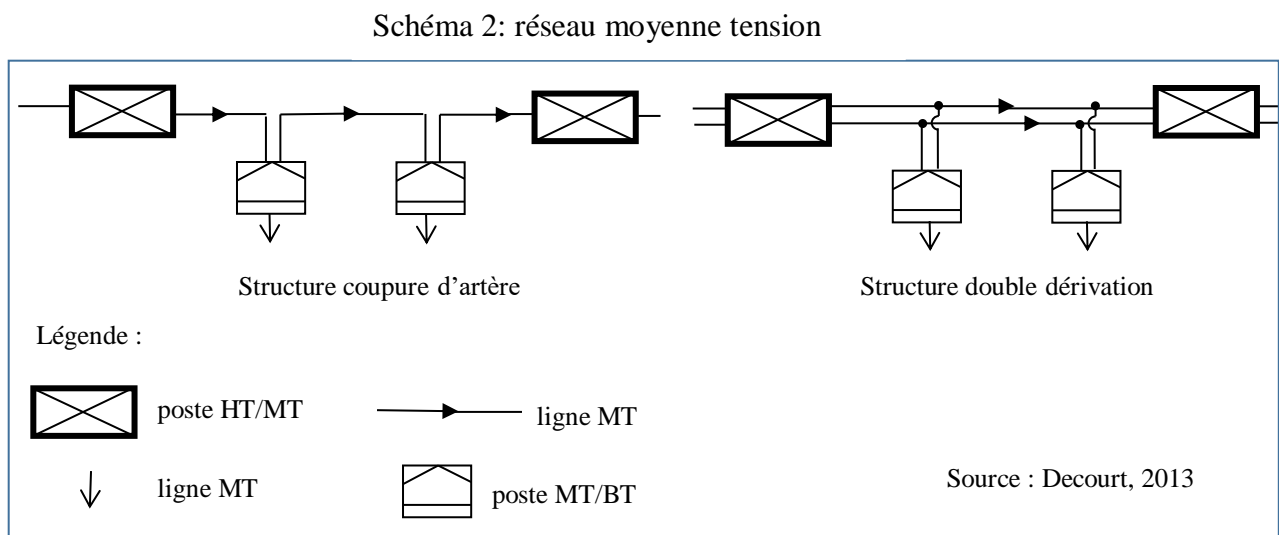 Schéma 2: réseau moyenne tension
Structure coupure d’artère
Structure double dérivation
Légende :
poste HT/MT
ligne MT
ligne MT
poste MT/BT
Source : Decourt, 2013